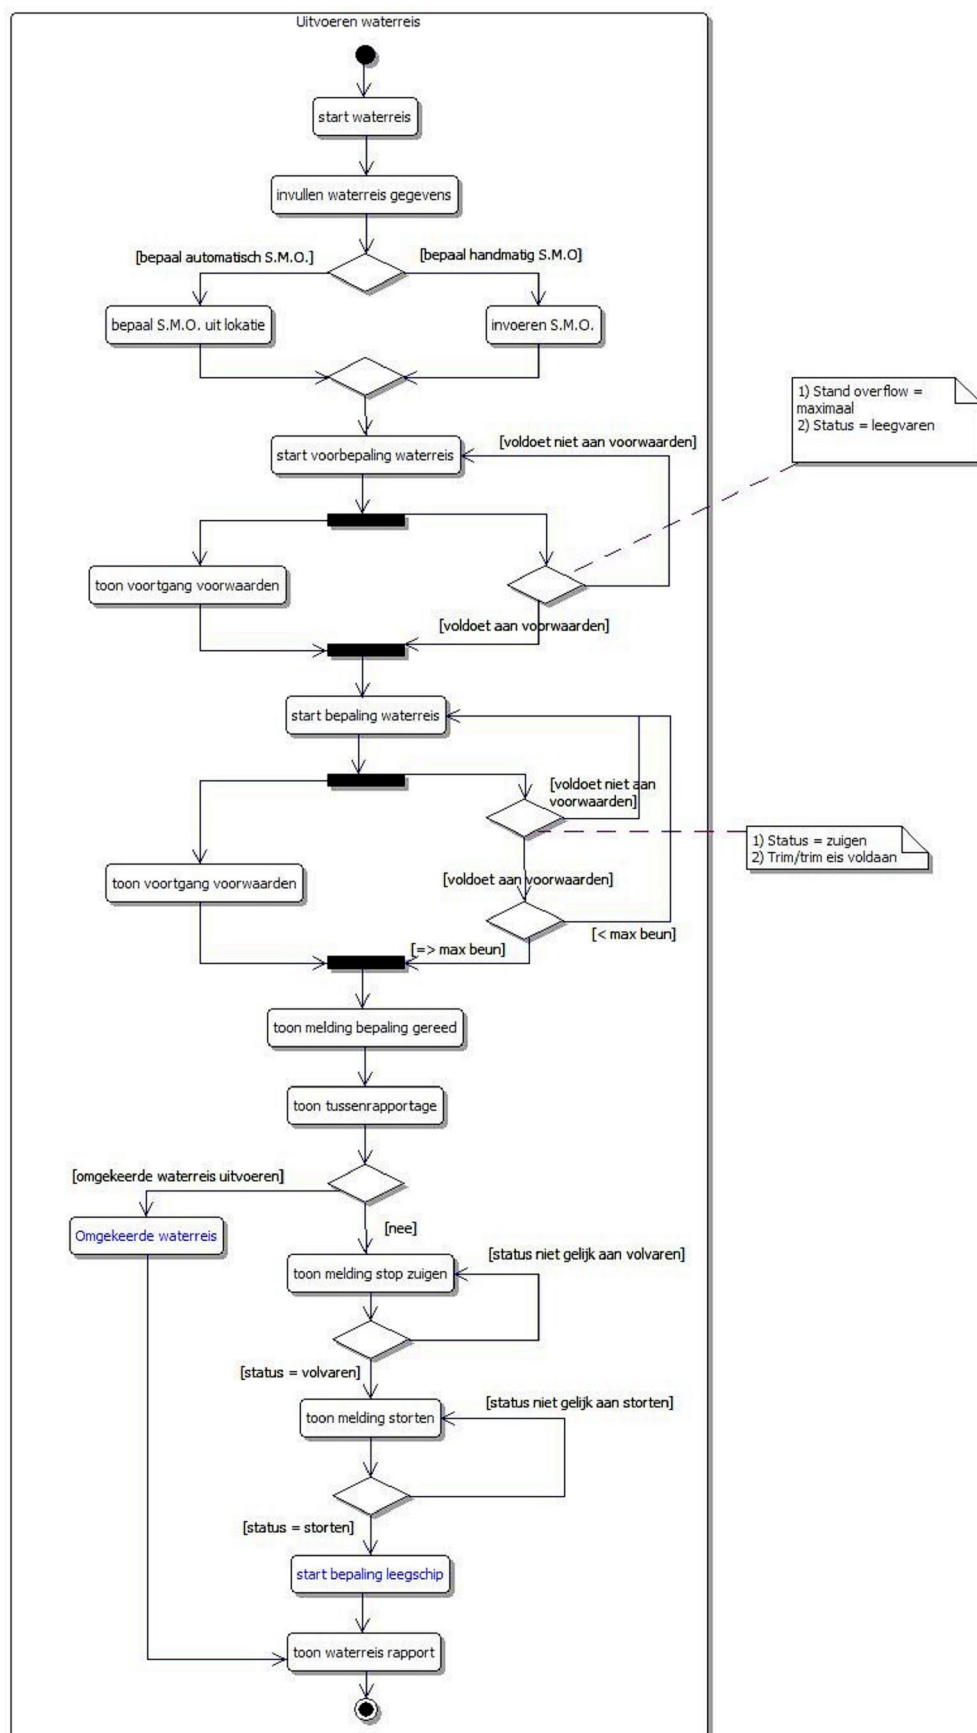 Uitvoeren waterreis
start waterreis
invullen waterreis gegevens
[bepaal automatisch S.M.O.]
[bepaal handmatig S.M.O]
bepaal S.M.O. uit lokatie
invoeren S.M.O.
1) Stand overflow =
maximaal
2) Status = leegvaren
[voldoet niet aan voorwaarden]
start voorbepaling waterreis
toon voortgang voorwaarden
[voldoet aan voorwaarden]
start bepaling waterreis
[voldoet niet aan
voorwaarden]
1) Status = zuigen
2) Trim/trim eis voldaan
toon voortgang voorwaarden
[voldoet aan voorwaarden]
[< max beun]
[=> max beun]
toon melding bepaling gereed
toon tussenrapportage
[omgekeerde waterreis uitvoeren]
Omgekeerde waterreis
[nee]
[status niet gelijk aan volvaren]
toon melding stop zuigen
[status = volvaren]
[status niet gelijk aan storten]
toon melding storten
[status = storten]
start bepaling leegschip
toon waterreis rapport